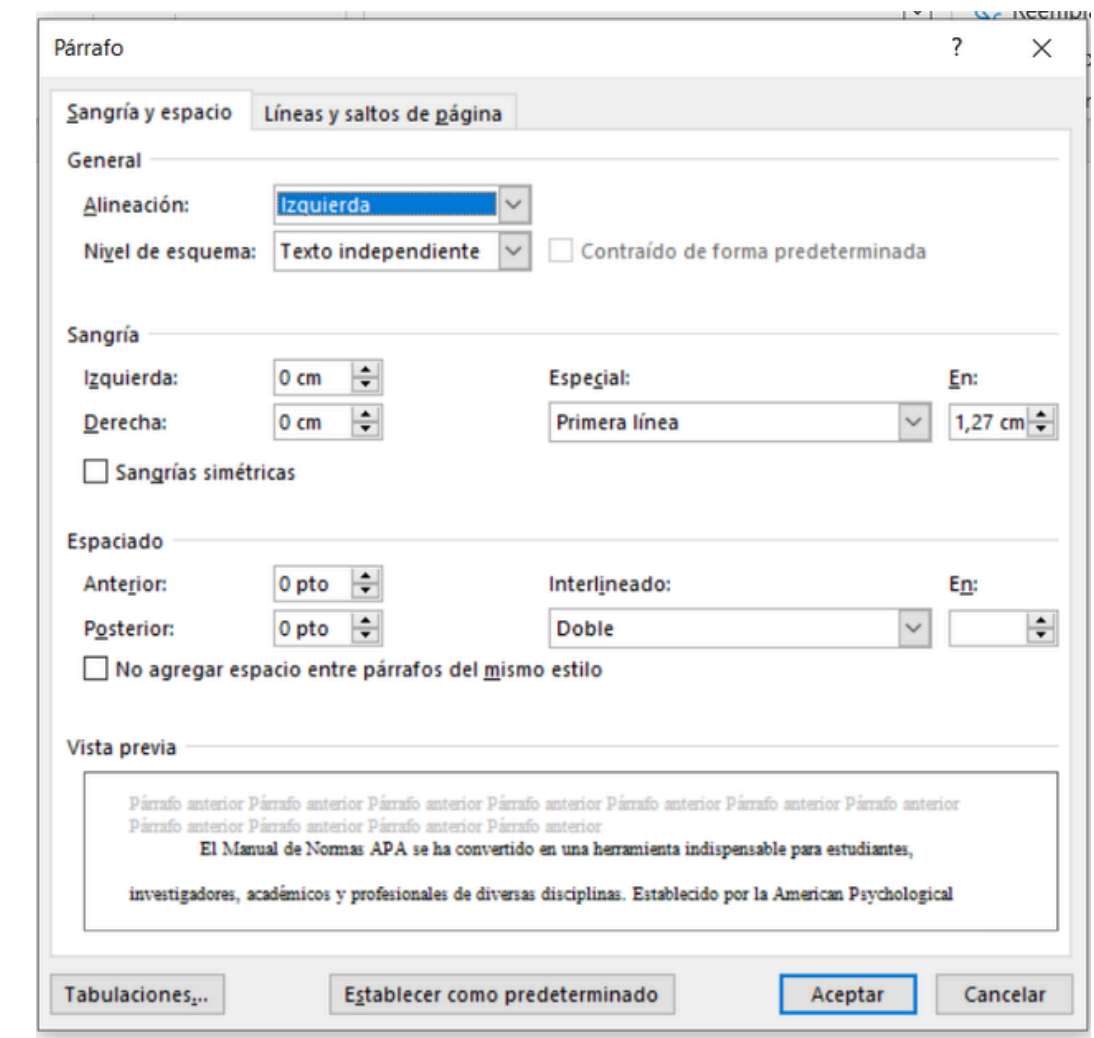 Párrafo ?
Sangría y espacio Líneas y saltos de página
General
Alineación: Izquierda
Nivel de esquema: Texto independiente Contraído de forma predeterminada
Sangría
Izquierda: 0 cm Especial: En:
Derecha: 0 cm Primera línea 1,27 cm
Sangrías simétricas
Espaciado
Anterior: 0 pto Interlineado: En:
Posterior: 0 pto Doble
No agregar espacio entre párrafos del mismo estilo
Vista previa
Párrafo anterior Párrafo anterior Párrafo anterior Párrafo anterior Párrafo anterior Párrafo anterior Párrafo anterior
Párrafo anterior Párrafo anterior Párrafo anterior Párrafo anterior
El Manual de Normas APA se ha convertido en una herramienta indispensable para estudiantes,
investigadores, académicos y profesionales de diversas disciplinas. Establecido por la American Psychological
Tabulaciones... Establecer como predeterminado Aceptar Cancelar